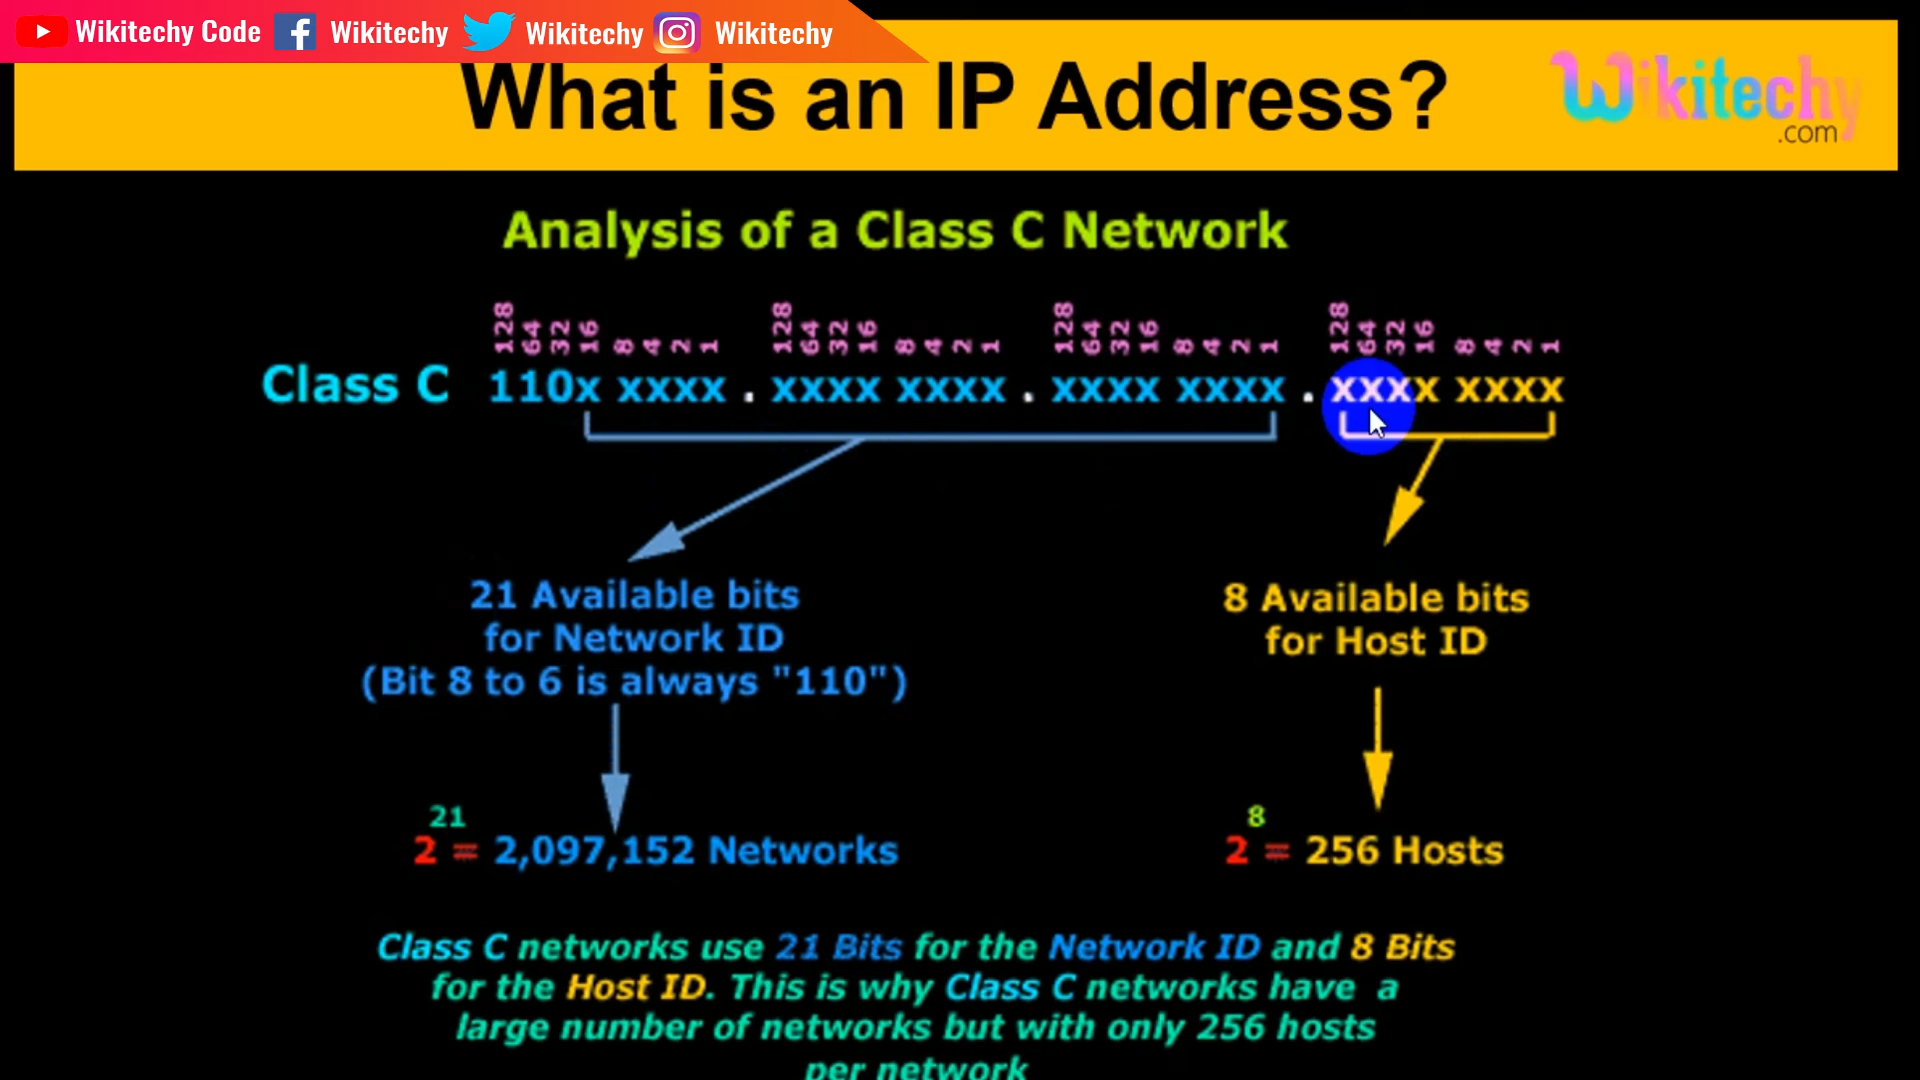 Wikitechy Code Wikitechy Wikitechy Wikitechy
What is an IP Address?
Wikitechy
.com
Analysis of a Class C Network
128 64 32 16 8 4 2 1 128 64 32 16 8 4 2 1 128 64 32 16 8 4 2 1 128 64 32 16 8 4 2 1
Class C 110x xxxx . xxxx xxxx . xxxx xxxx . xxxx xxxx
21 Available bits
for Network ID
(Bit 8 to 6 is always "110")
8 Available bits
for Host ID
2^21 = 2,097,152 Networks
2^8 = 256 Hosts
Class C networks use 21 Bits for the Network ID and 8 Bits
for the Host ID. This is why Class C networks have a
large number of networks but with only 256 hosts
per network